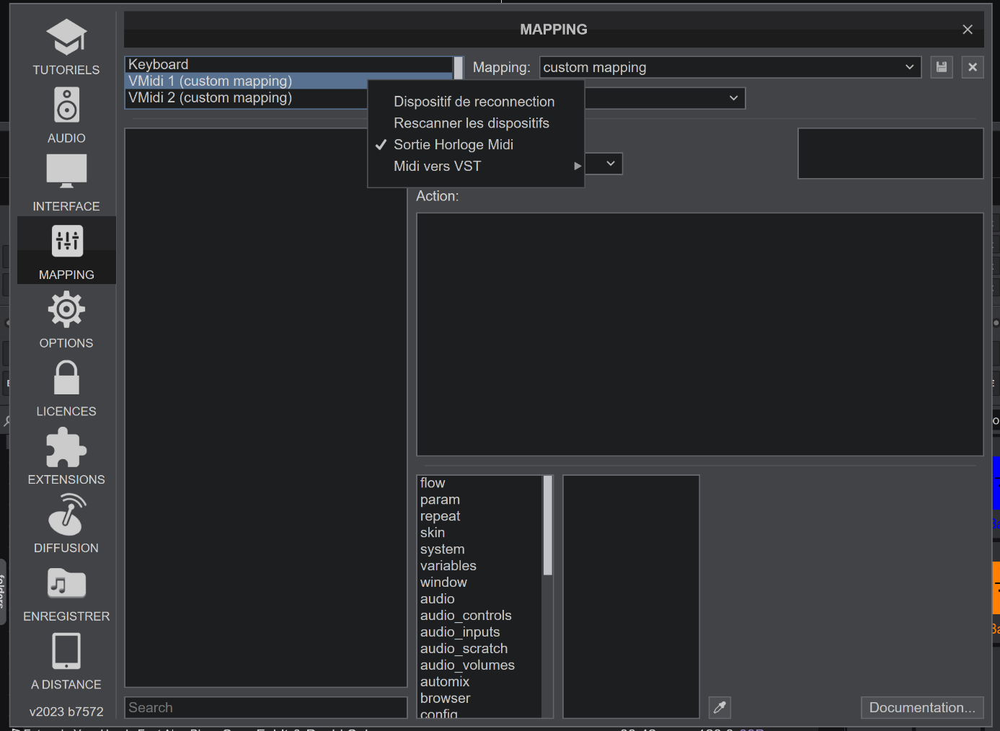 MAPPING
TUTORIELS
AUDIO
INTERFACE
MAPPING
OPTIONS
LICENCES
EXTENSIONS
DIFFUSION
ENREGISTRER
A DISTANCE
v2023 b7572
Keyboard
VMidi 1 (custom mapping)
VMidi 2 (custom mapping)
Mapping:
custom mapping
Dispositif de reconnection
Rescanner les dispositifs
Sortie Horloge Midi
Midi vers VST
Action:
flow
param
repeat
skin
system
variables
window
audio
audio_controls
audio_inputs
audio_scratch
audio_volumes
automix
browser
config
Search
Documentation...
folders